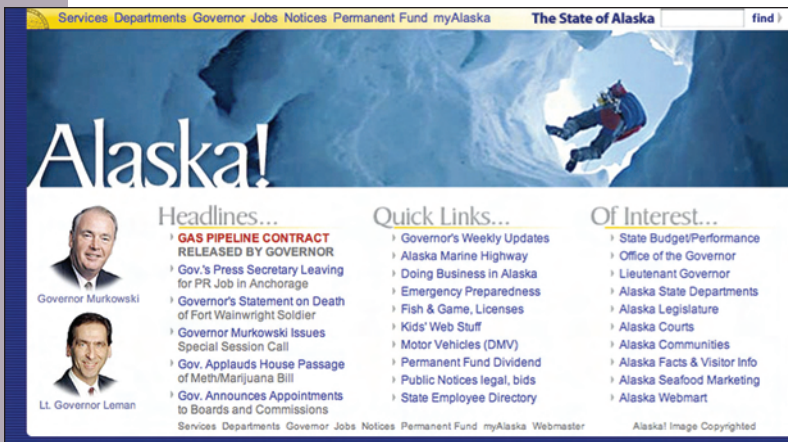 Services Departments Governor Jobs Notices Permanent Fund myAlaska
The State of Alaska
find
Alaska!
Governor Murkowski
Lt. Governor Leman
Headlines...
GAS PIPELINE CONTRACT
RELEASED BY GOVERNOR
Gov.'s Press Secretary Leaving
for PR Job in Anchorage
Governor's Statement on Death
of Fort Wainwright Soldier
Governor Murkowski Issues
Special Session Call
Gov. Applauds House Passage
of Meth/Marijuana Bill
Gov. Announces Appointments
to Boards and Commissions
Quick Links...
Governor's Weekly Updates
Alaska Marine Highway
Doing Business in Alaska
Emergency Preparedness
Fish & Game, Licenses
Kids' Web Stuff
Motor Vehicles (DMV)
Permanent Fund Dividend
Public Notices legal, bids
State Employee Directory
Of Interest...
State Budget/Performance
Office of the Governor
Lieutenant Governor
Alaska State Departments
Alaska Legislature
Alaska Courts
Alaska Communities
Alaska Facts & Visitor Info
Alaska Seafood Marketing
Alaska Webmart
Services Departments Governor Jobs Notices Permanent Fund myAlaska Webmaster
Alaska! Image Copyrighted